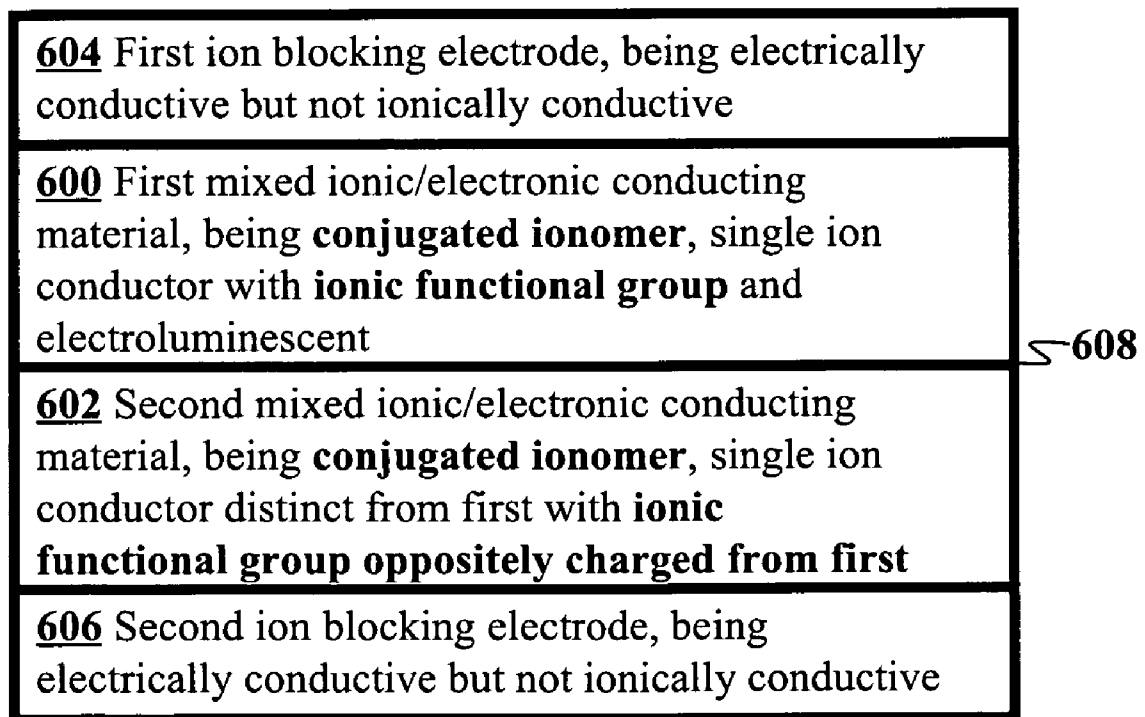 604 First ion blocking electrode, being electrically
conductive but not ionically conductive
600 First mixed ionic/electronic conducting
material, being conjugated ionomer, single ion
conductor with ionic functional group and
electroluminescent
608
602 Second mixed ionic/electronic conducting
material, being conjugated ionomer, single ion
conductor distinct from first with ionic
functional group oppositely charged from first
606 Second ion blocking electrode, being
electrically conductive but not ionically conductive